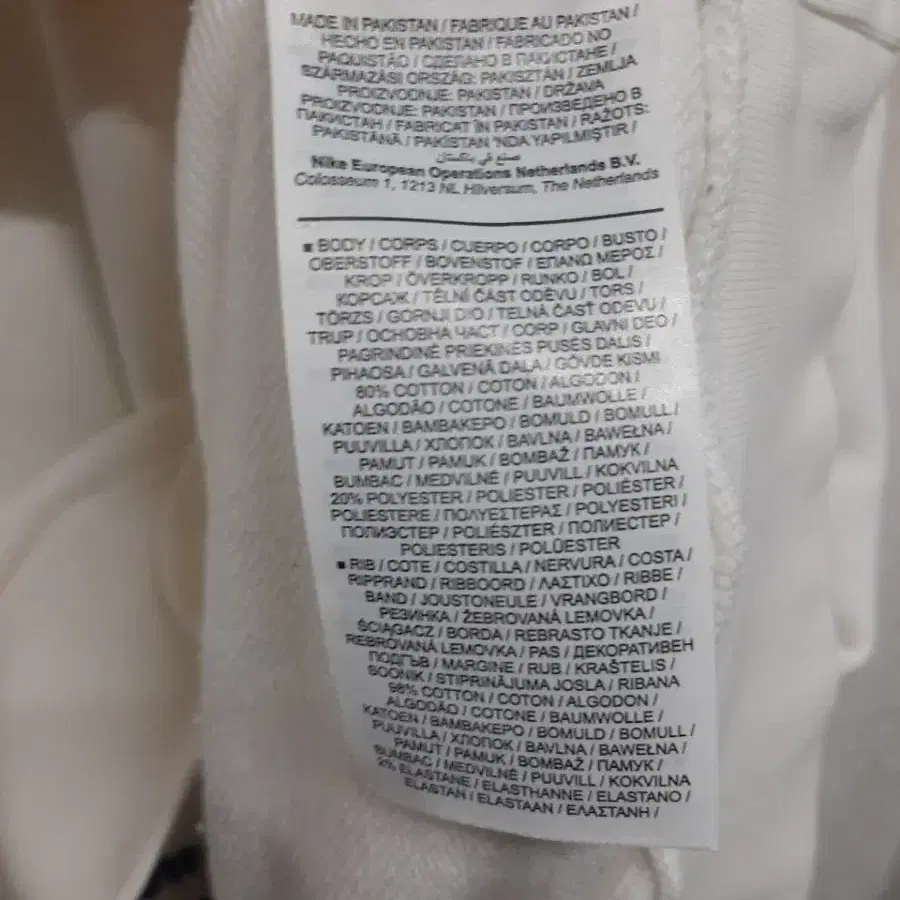 MADE IN PAKISTAN / FABRIQUE AU PAKISTAN /
HECHO EN PAKISTAN / FABRICADO NO
PAQUISTÃO / СДЕЛАНО В ПАКИСТАНЕ /
SZÁRMAZÁSI ORSZÁG: PAKISZTÁN / ZEMLJA
PROIZVODNJE: PAKISTAN / DRŽAVA
PROIZVODNJE: PAKISTAN / ПРОИЗВЕДЕНО В
ПАКИСТАН / FABRICAT ÎN PAKISTAN / RAŽOTS:
PAKISTĀNĀ / PAKİSTAN 'NDA YAPILMIŞTIR /
صنع في باكستان
Nike European Operations Netherlands B.V.
Colosseum 1, 1213 NL Hilversum, The Netherlands
■ BODY / CORPS / CUERPO / CORPO / BUSTO /
OBERSTOFF / BOVENSTOF / ΕΠΑΝΩ ΜΕΡΟΣ /
KROP / ÖVERKROPP / RUNKO / BOL /
КОРСАЖ / TĚLNÍ ČÁST ODĚVU / TORS /
TÖRZS / GORNJI DIO / TELNÁ ČASŤ ODEVU /
TRUP / ОСНОВНА ЧАСТ / CORP / GLAVNI DEO /
PAGRINDINĖ PRIEKINĖS PUSĖS DALIS /
PIHAOSA / GALVENĀ DAĻA / GÖVDE KISMI
80% COTTON / COTON / ALGODÓN /
ALGODÃO / COTONE / BAUMWOLLE /
KATOEN / ΒΑΜΒΑΚΕΡΟ / BOMULD / BOMULL /
PUUVILLA / ХЛОПОК / BAVLNA / BAWEŁNA /
PAMUT / PAMUK / BOMBAŽ / ПАМУК /
BUMBAC / MEDVILNĖ / PUUVILL / KOKVILNA
20% POLYESTER / POLIESTER / POLIÉSTER /
POLIESTERE / ΠΟΛΥΕΣΤΕΡΑΣ / POLYESTERI /
ПОЛИЭСТЕР / POLIÉSZTER / ПОЛИЕСТЕР /
POLIESTERIS / POLÜESTER
■ RIB / CÔTE / COSTILLA / NERVURA / COSTA /
RIPPRAND / RIBBOORD / ΛΑΣΤΙΧΟ / RIBBE /
BAND / JOUSTONEULE / VRANGBORD /
РЕЗИНКА / ŽEBROVANÁ LEMOVKA /
ŚCIĄGACZ / BORDA / REBRASTO TKANJE /
REBROVANÁ LEMOVKA / PAS / ДЕКОРАТИВЕН
ПОДГЪВ / MARGINE / RUB / KRAŠTELIS /
SOONIK / STIPRINĀJUMA JOSLA / RIBANA
98% COTTON / COTON / ALGODÓN /
ALGODÃO / COTONE / BAUMWOLLE /
KATOEN / ΒΑΜΒΑΚΕΡΟ / BOMULD / BOMULL /
PUUVILLA / ХЛОПОК / BAVLNA / BAWEŁNA /
PAMUT / PAMUK / BOMBAŽ / ПАМУК /
BUMBAC / MEDVILNĖ / PUUVILL / KOKVILNA
2% ELASTANE / ELASTHANNE / ELASTANO /
ELASTAN / ELASTAAN / ΕΛΑΣΤΑΝΗ /